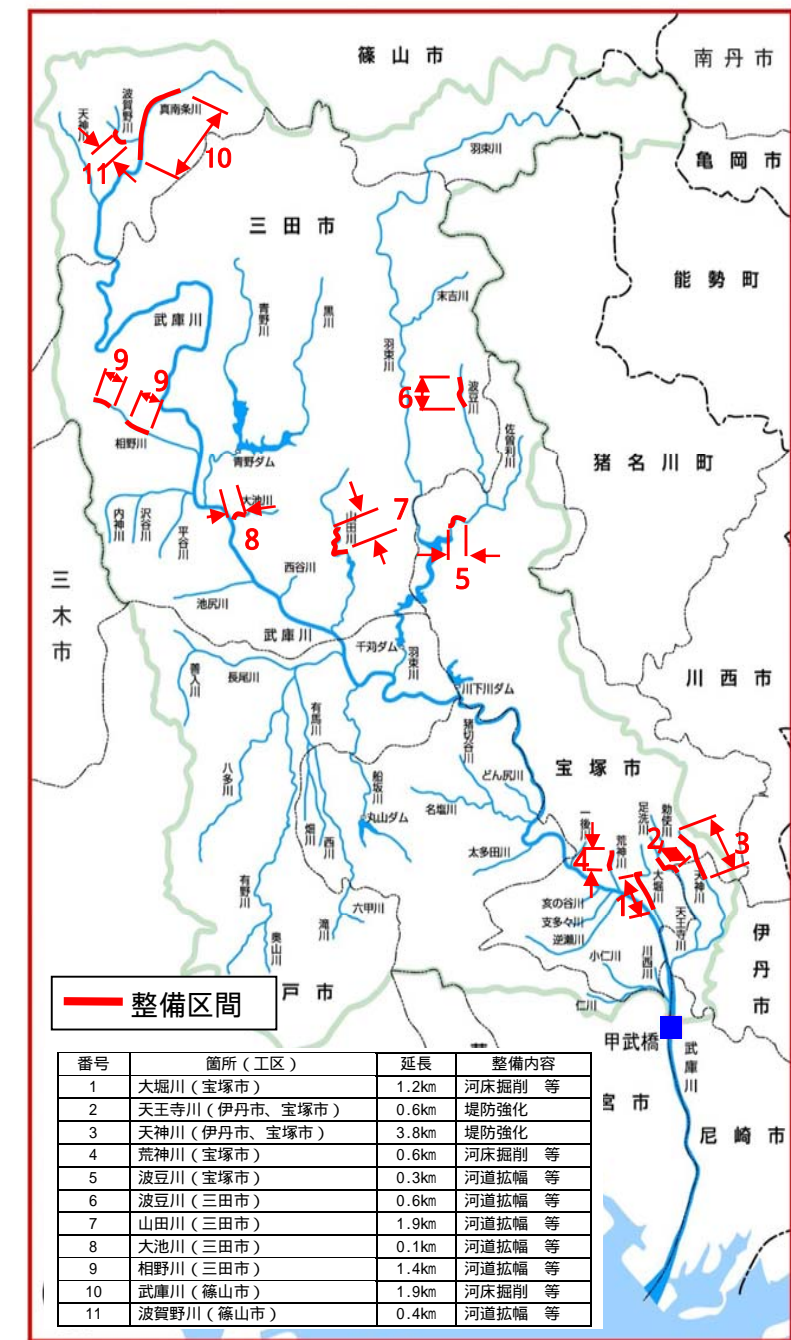 篠山市
南丹市
波賀野川
真南条川
天神川
10
11
羽束川
亀岡市
三田市
能勢町
末吉川
武庫川
青野川
黒川
羽束川
9
9
6
波豆川
佐曽利川
相野川
青野ダム
猪名川町
大池川
7
山田川
内神川
沢谷川
平谷川
8
5
西谷川
三木市
池尻川
武庫川
千苅ダム
羽束川
川西市
善入川
長尾川
川下川ダム
有馬川
猪切谷川
宝塚市
どん尻川
八多川
船坂川
名塩川
丸山ダム
足洗川
勅使川
荒神川
2
3
4
畑川
西川
太多田川
大堀川
天神川
1
有野川
六甲川
亥の谷川
支多々川
逆瀬川
天王寺川
滝川
奥山川
小仁川
川西川
伊丹市
仁川
戸市
整備区間
甲武橋
武庫川
宮市
尼崎市
番号 箇所（工区） 延長 整備内容
1 大堀川（宝塚市） 1.2km 河床掘削 等
2 天王寺川（伊丹市、宝塚市） 0.6km 堤防強化
3 天神川（伊丹市、宝塚市） 3.8km 堤防強化
4 荒神川（宝塚市） 0.6km 河床掘削 等
5 波豆川（宝塚市） 0.3km 河道拡幅 等
6 波豆川（三田市） 0.6km 河道拡幅 等
7 山田川（三田市） 1.9km 河道拡幅 等
8 大池川（三田市） 0.1km 河道拡幅 等
9 相野川（三田市） 1.4km 河道拡幅 等
10 武庫川（篠山市） 1.9km 河床掘削 等
11 波賀野川（篠山市） 0.4km 河道拡幅 等